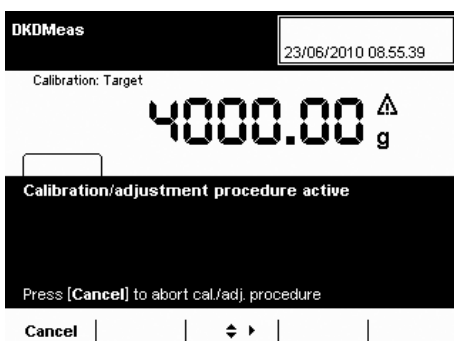 DKDMeas
23/06/2010 08.55.39
Calibration: Target
4000.00 g
Calibration/adjustment procedure active
Press [Cancel] to abort cal./adj. procedure
Cancel